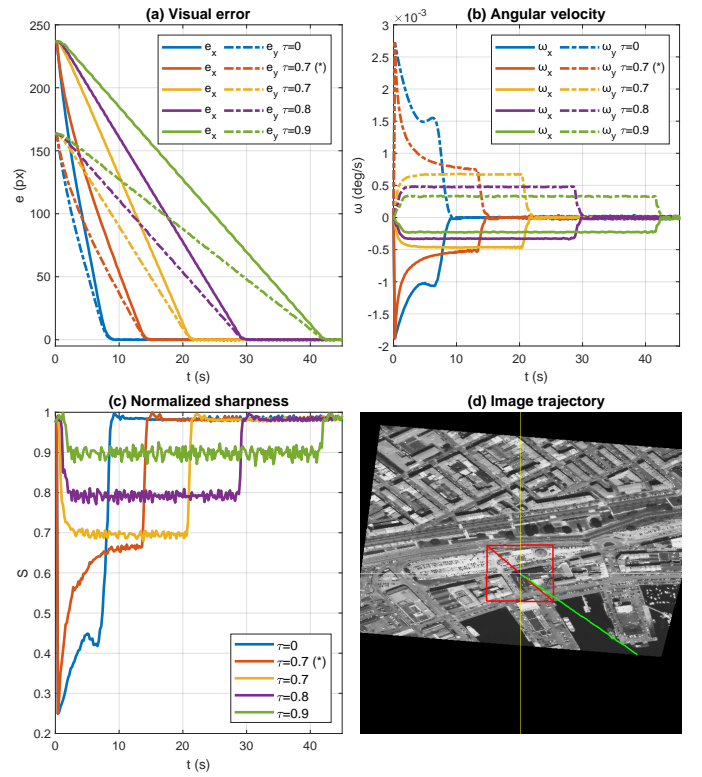 (a) Visual error
250
200
150
100
50
0
e (px)
e_x e_y τ=0
e_x e_y τ=0.7 (*)
e_x e_y τ=0.7
e_x e_y τ=0.8
e_x e_y τ=0.9
0 10 20 30 40
t (s)
(b) Angular velocity
×10^-3
3
2.5
2
1.5
1
0.5
0
-0.5
-1
-1.5
-2
ω (deg/s)
ω_x ω_y τ=0
ω_x ω_y τ=0.7 (*)
ω_x ω_y τ=0.7
ω_x ω_y τ=0.8
ω_x ω_y τ=0.9
0 10 20 30 40
t (s)
(c) Normalized sharpness
1
0.9
0.8
0.7
0.6
0.5
0.4
0.3
0.2
S
τ=0
τ=0.7 (*)
τ=0.7
τ=0.8
τ=0.9
0 10 20 30 40
t (s)
(d) Image trajectory